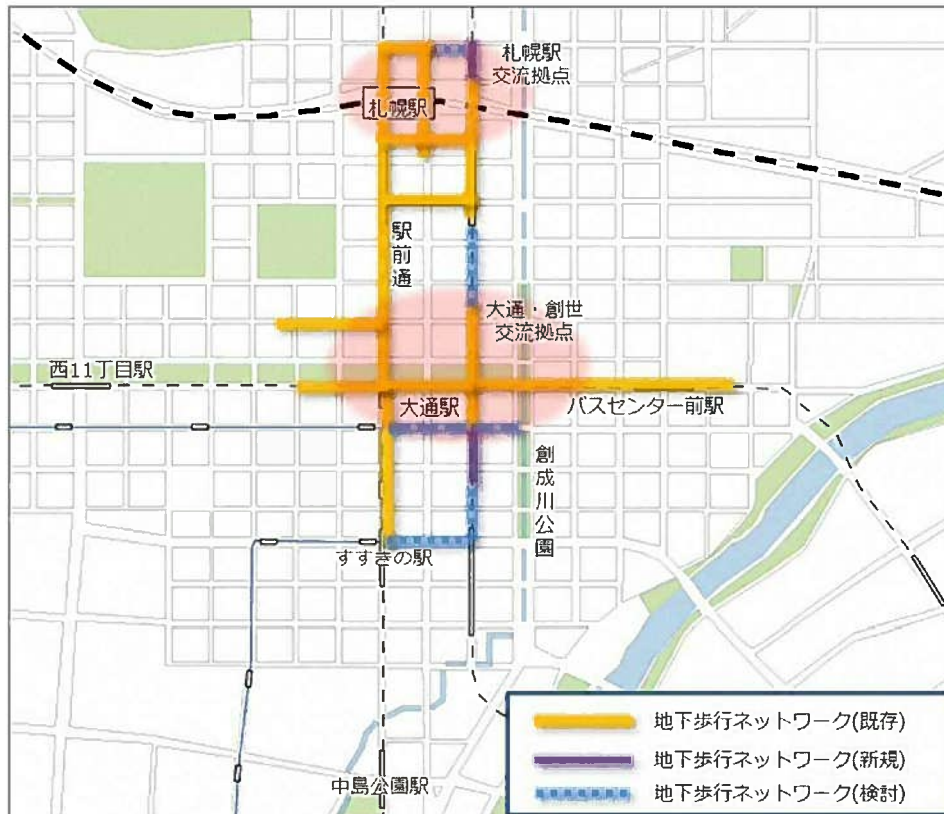 札幌駅
交流拠点
札幌駅
駅前通
大通・創世
交流拠点
西11丁目駅
大通駅
バスセンター前駅
創成川公園
すすきの駅
中島公園駅
地下歩行ネットワーク(既存)
地下歩行ネットワーク(新規)
地下歩行ネットワーク(検討)